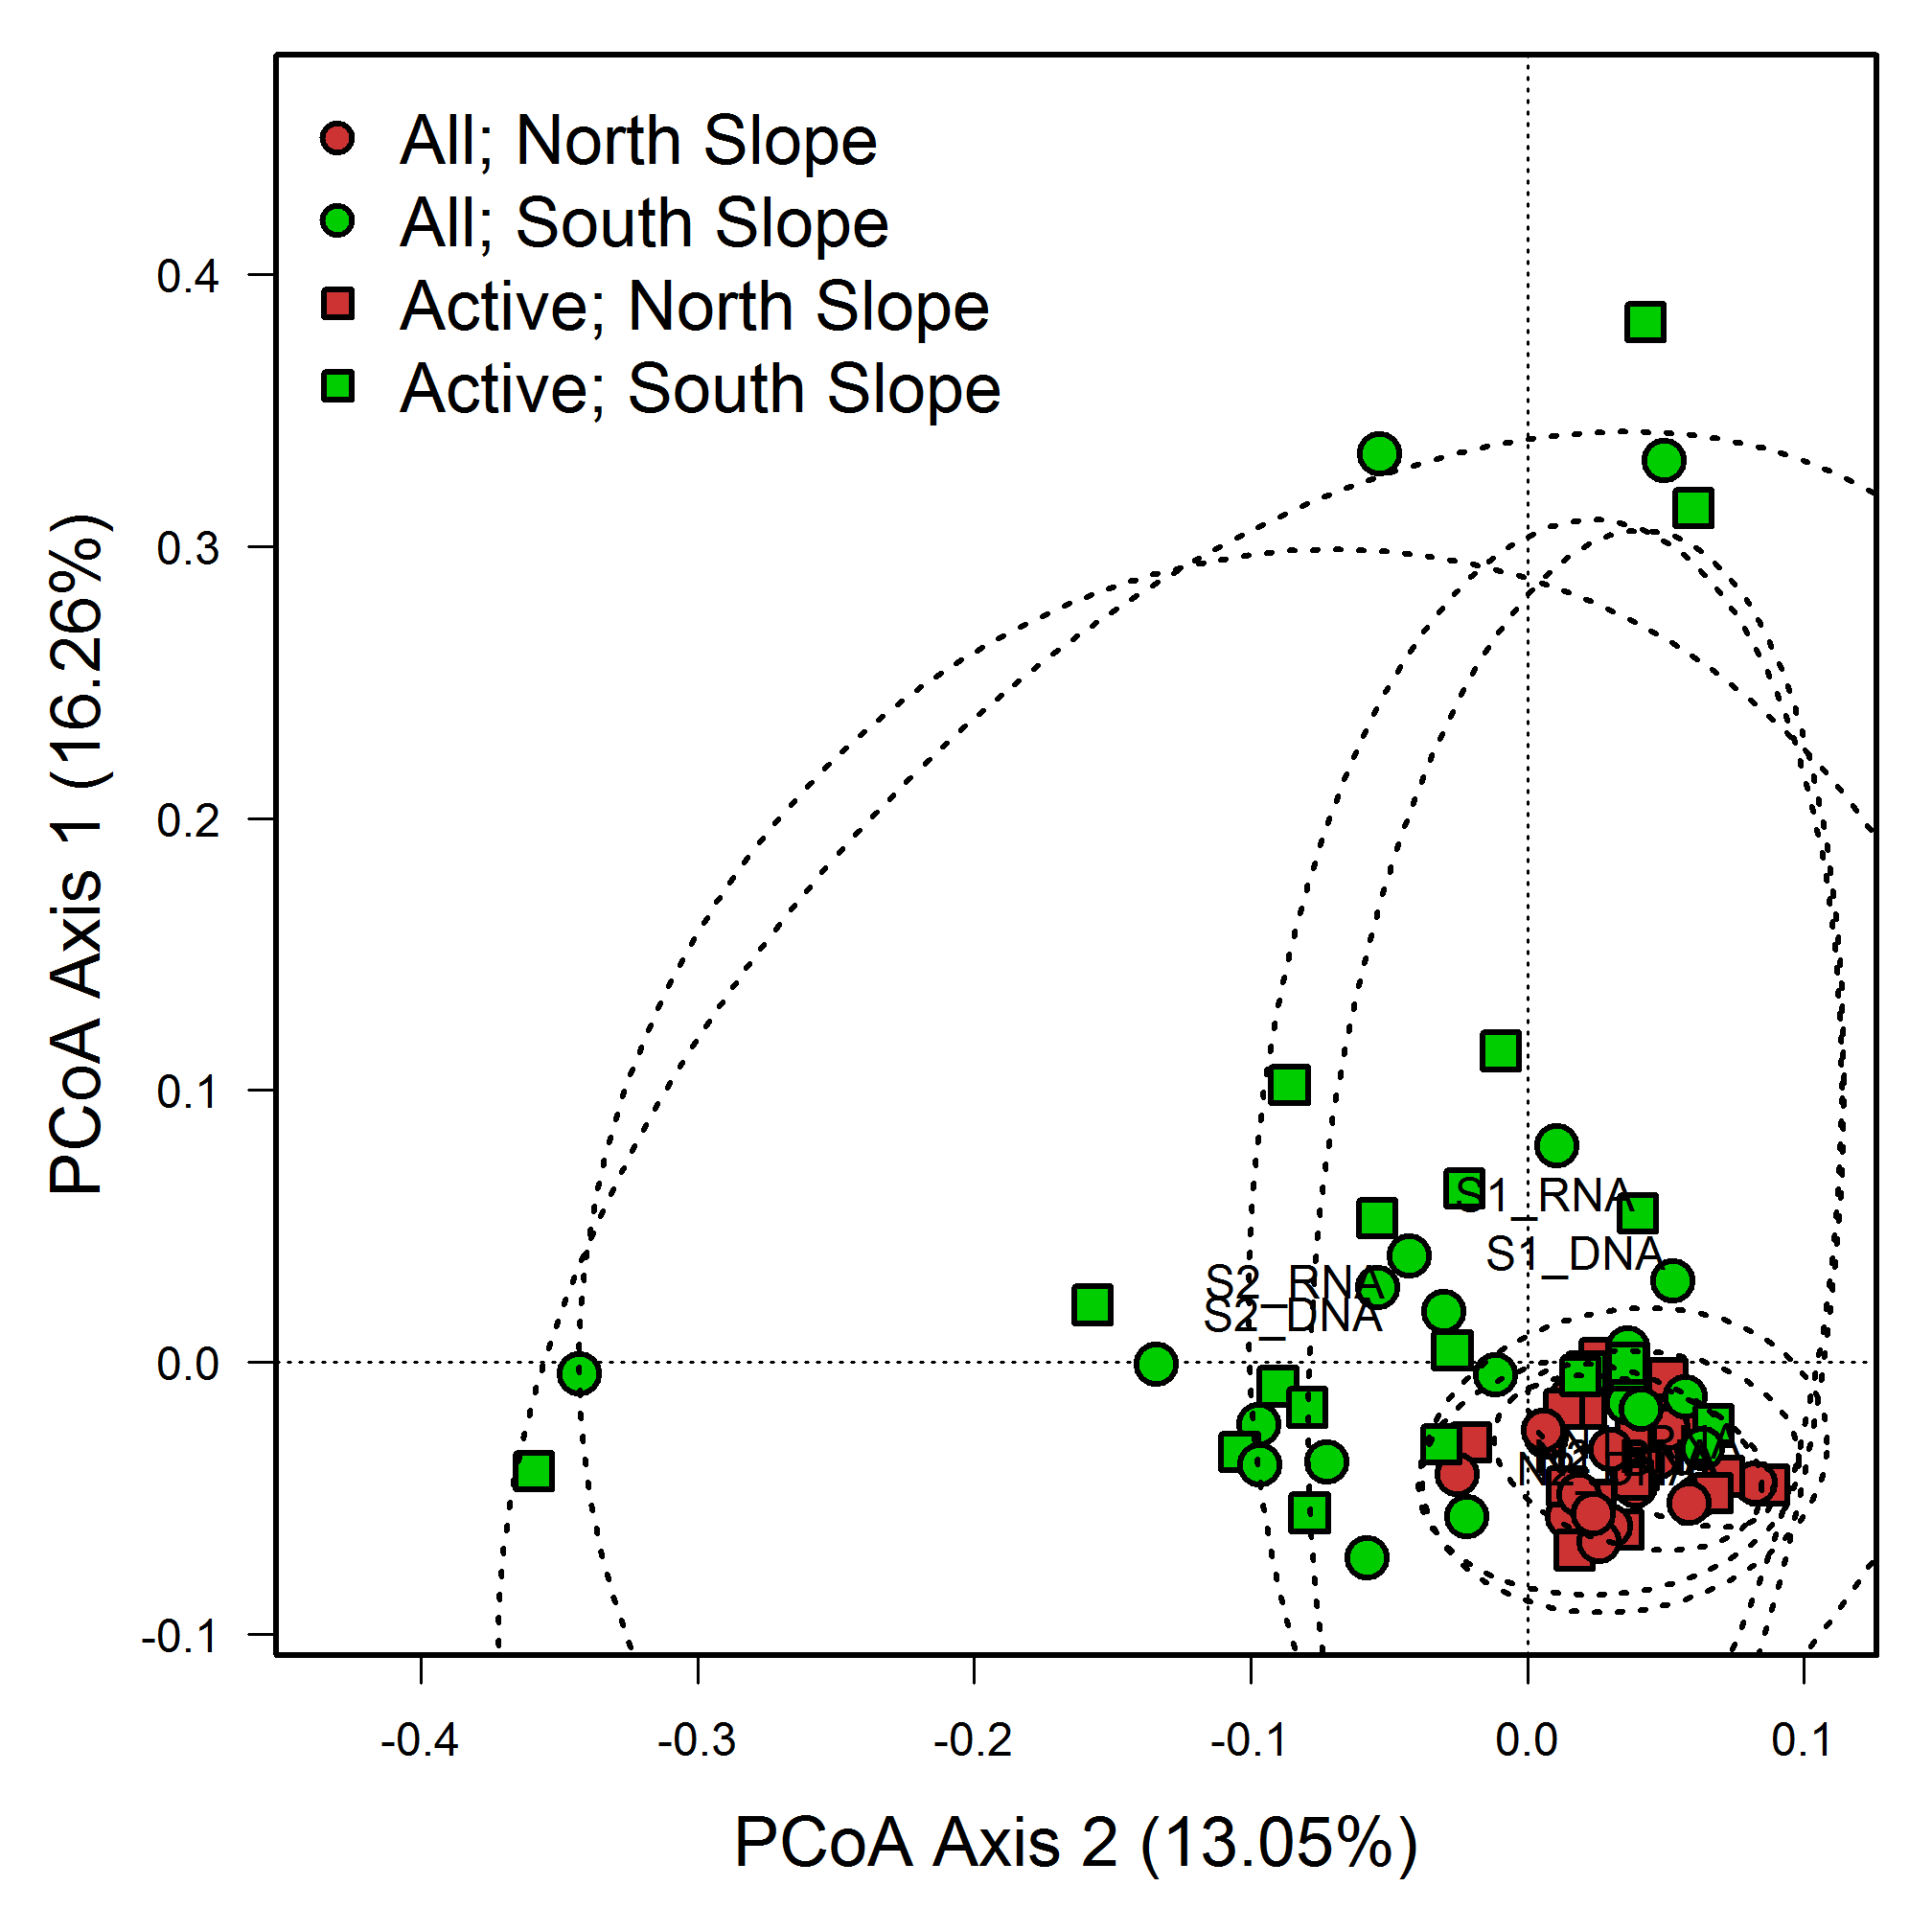 All; North Slope
All; South Slope
Active; North Slope
Active; South Slope
PCoA Axis 1 (16.26%)
0.4
0.3
0.2
0.1
0.0
-0.1
S1_RNA
S1_DNA
S2_RNA
S2_DNA
-0.4
-0.3
-0.2
-0.1
0.0
0.1
PCoA Axis 2 (13.05%)